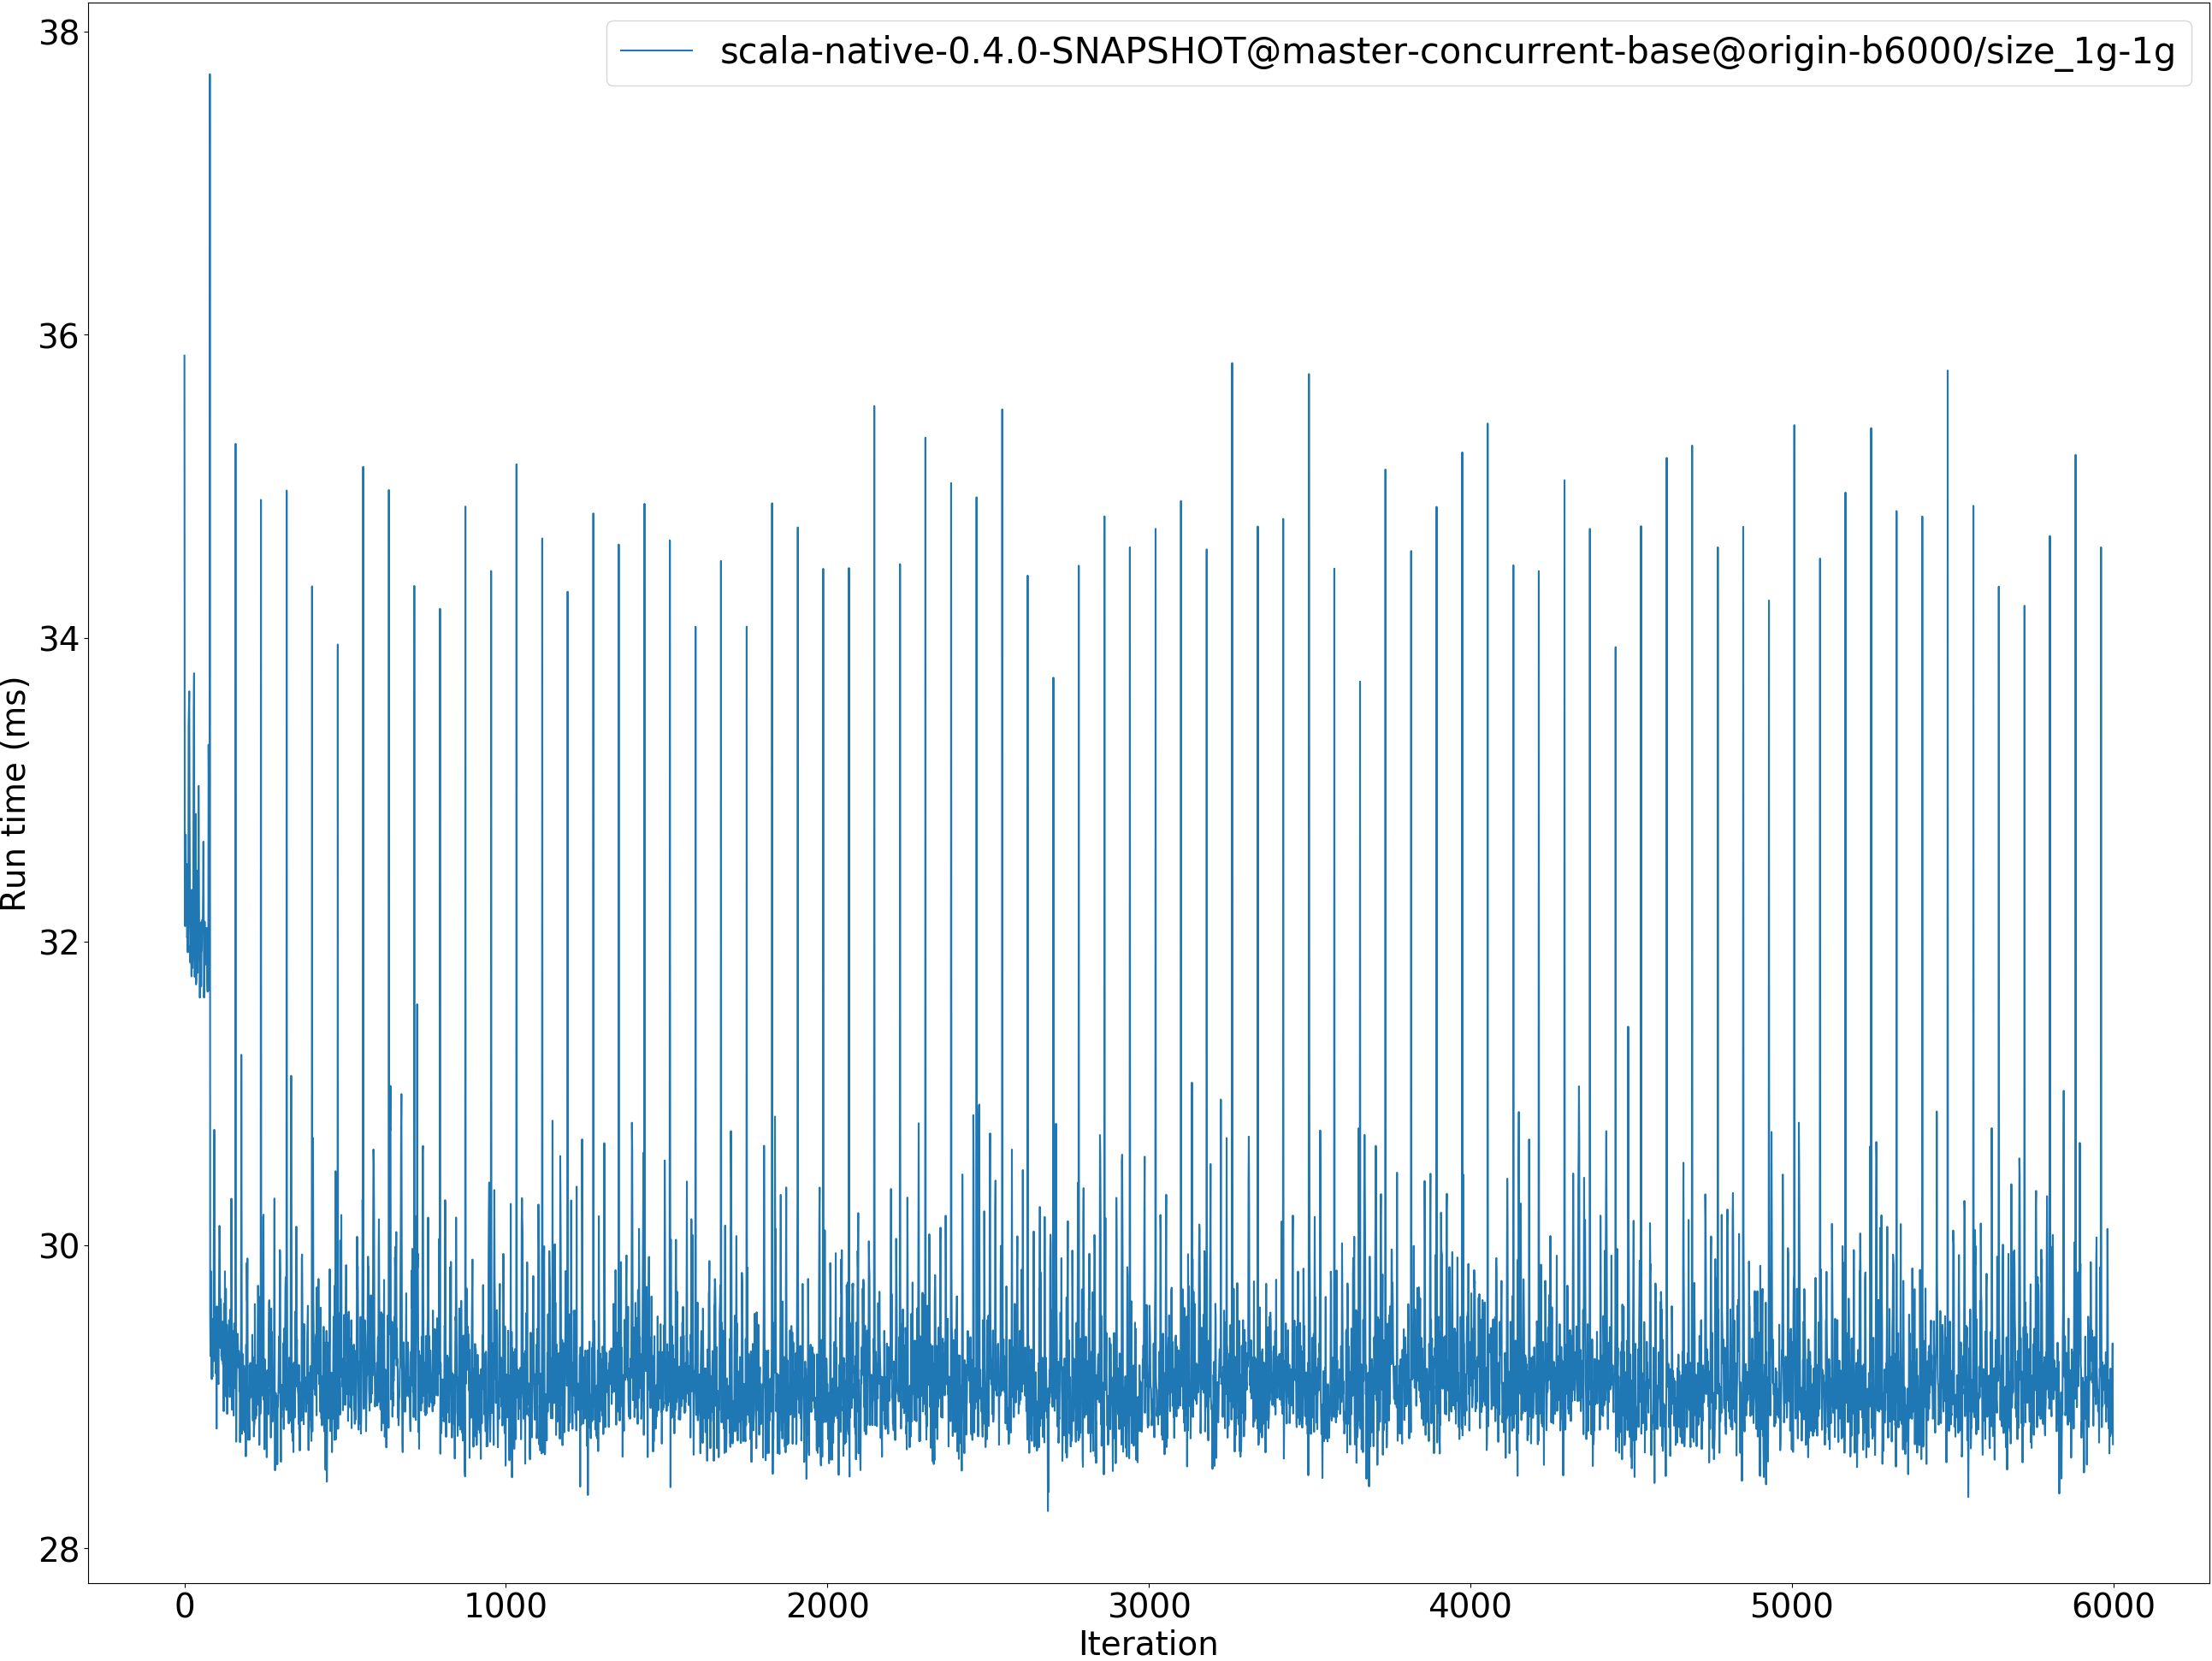 scala-native-0.4.0-SNAPSHOT@master-concurrent-base@origin-b6000/size_1g-1g
38
36
34
32
30
28
Run time (ms)
0 1000 2000 3000 4000 5000 6000
Iteration